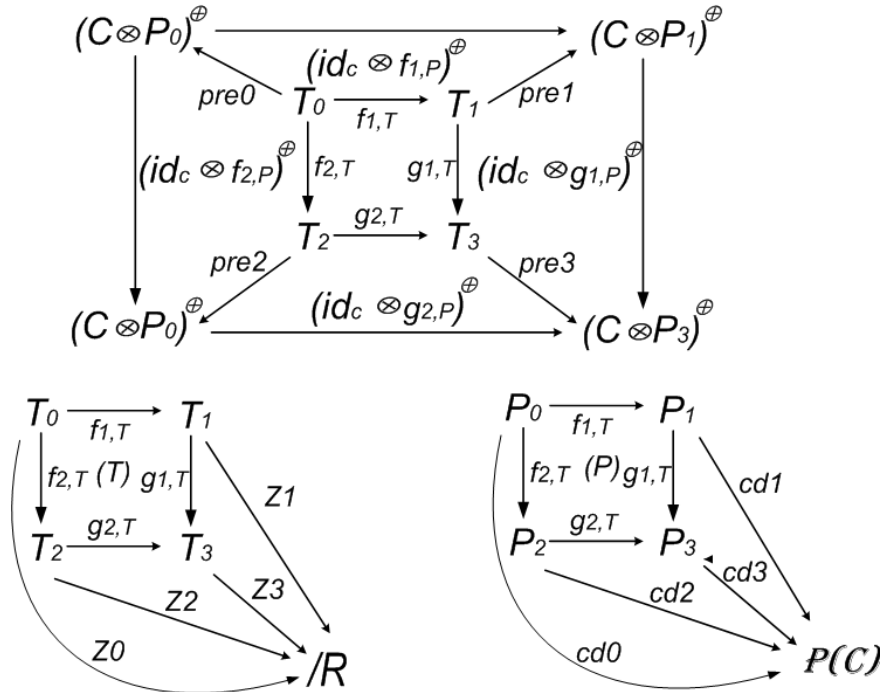 (C⊗P0)⊕ (C⊗P1)⊕
(idc ⊗ f1,P)⊕
pre0 T0 T1 pre1
f1,T
(idc ⊗ f2,P)⊕ f2,T g1,T (idc ⊗ g1,P)⊕
g2,T
T2 T3
pre2 pre3
(idc ⊗ g2,P)⊕
(C⊗P0)⊕ (C⊗P3)⊕
T0 T1 P0 P1
f1,T f1,T
f2,T (T) g1,T Z1 f2,T (P) g1,T cd1
g2,T g2,T
T2 T3 P2 P3
Z2 Z3 cd2 cd3
Z0 /R cd0 P(C)